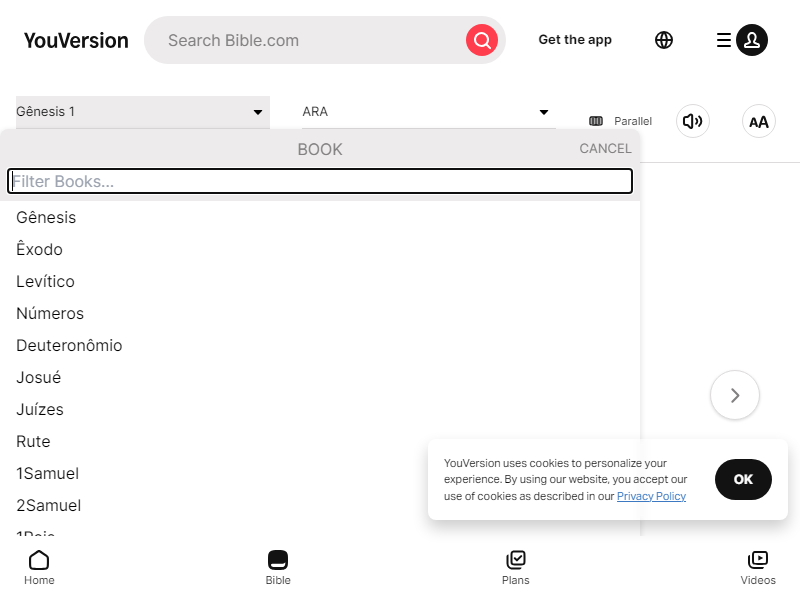 YouVersion
Search Bible.com
Get the app
Gênesis 1
ARA
Parallel
AA
BOOK
CANCEL
Filter Books...
Gênesis
Êxodo
Levítico
Números
Deuteronômio
Josué
Juízes
Rute
1Samuel
2Samuel
YouVersion uses cookies to personalize your
experience. By using our website, you accept our
use of cookies as described in our Privacy Policy
OK
Home
Bible
Plans
Videos